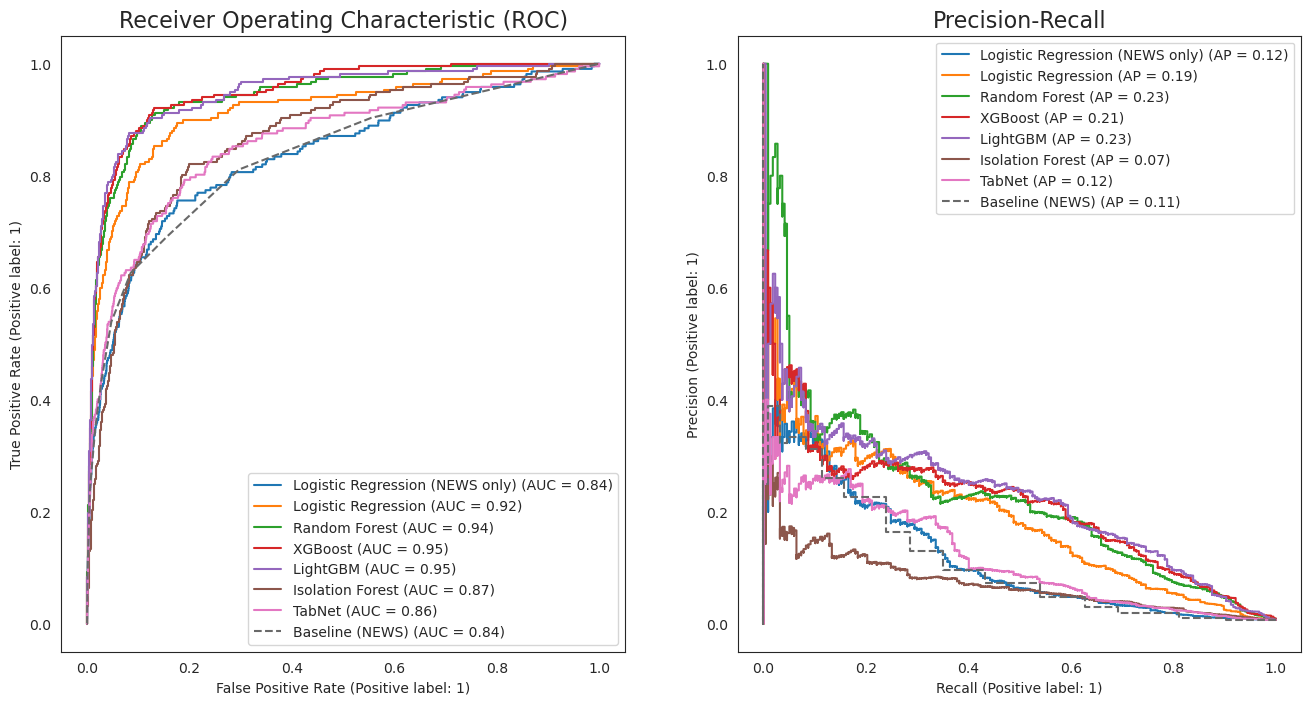 Receiver Operating Characteristic (ROC)
True Positive Rate (Positive label: 1)
1.0
0.8
0.6
0.4
0.2
0.0
Logistic Regression (NEWS only) (AUC = 0.84)
Logistic Regression (AUC = 0.92)
Random Forest (AUC = 0.94)
XGBoost (AUC = 0.95)
LightGBM (AUC = 0.95)
Isolation Forest (AUC = 0.87)
TabNet (AUC = 0.86)
Baseline (NEWS) (AUC = 0.84)
0.0 0.2 0.4 0.6 0.8 1.0
False Positive Rate (Positive label: 1)
Precision-Recall
Precision (Positive label: 1)
1.0
0.8
0.6
0.4
0.2
0.0
Logistic Regression (NEWS only) (AP = 0.12)
Logistic Regression (AP = 0.19)
Random Forest (AP = 0.23)
XGBoost (AP = 0.21)
LightGBM (AP = 0.23)
Isolation Forest (AP = 0.07)
TabNet (AP = 0.12)
Baseline (NEWS) (AP = 0.11)
0.0 0.2 0.4 0.6 0.8 1.0
Recall (Positive label: 1)